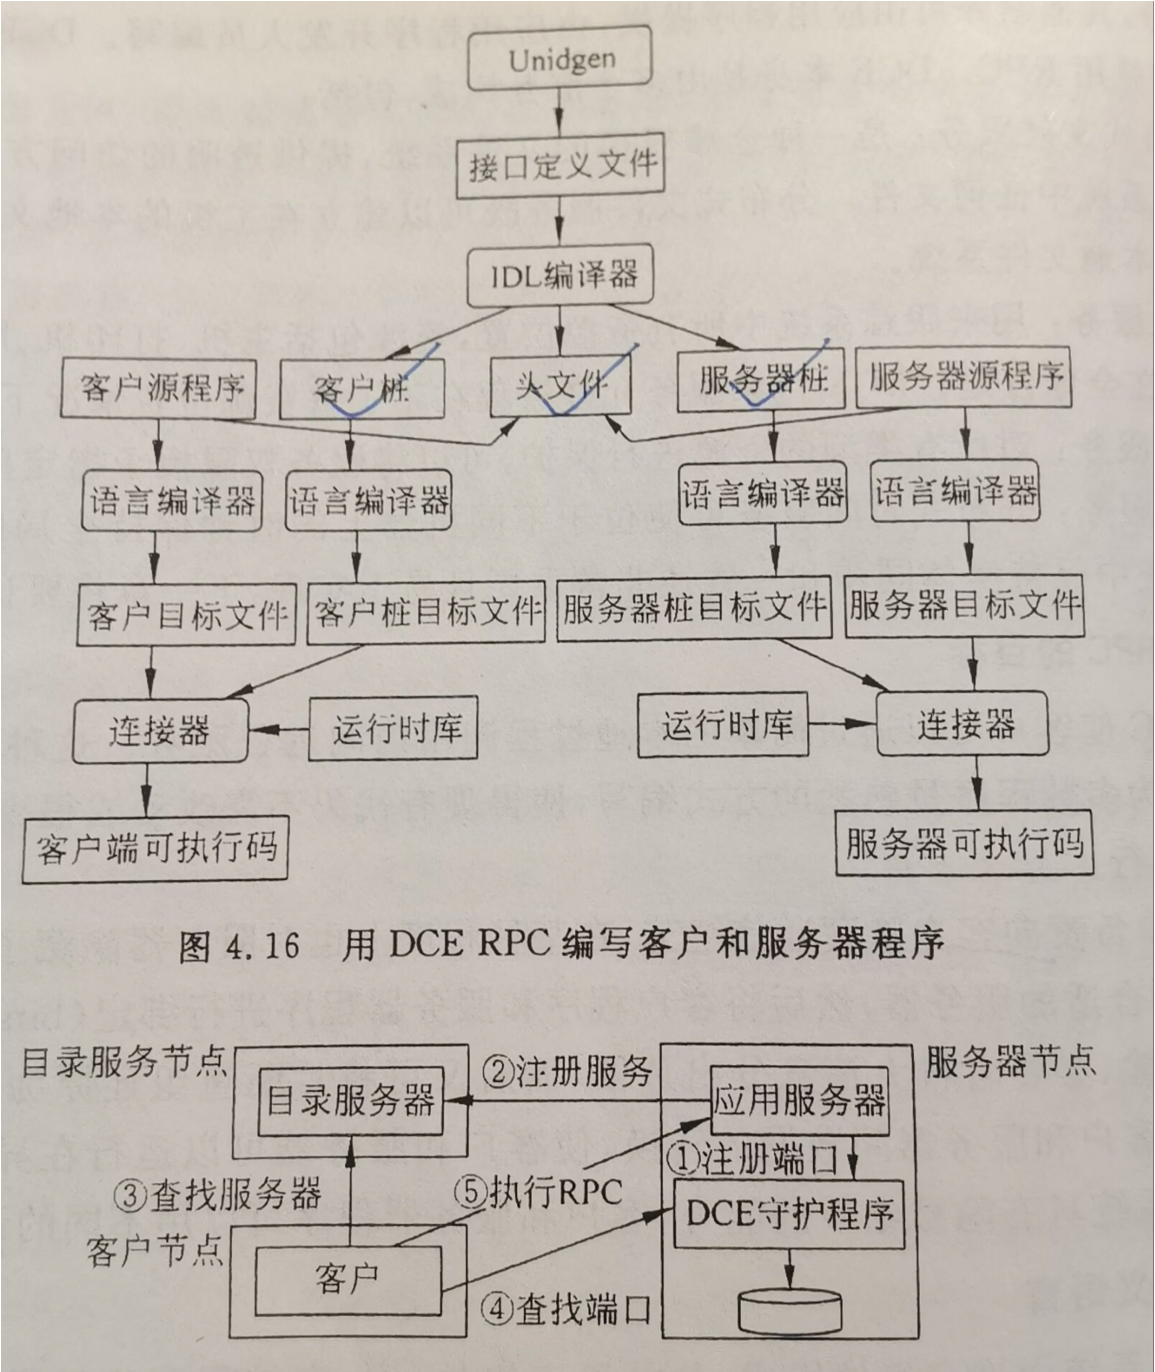 Unidgen
接口定义文件
IDL编译器
客户源程序 客户桩 头文件 服务器桩 服务器源程序
语言编译器 语言编译器 语言编译器 语言编译器
客户目标文件 客户桩目标文件 服务器桩目标文件 服务器目标文件
连接器 运行时库 运行时库 连接器
客户端可执行码 服务器可执行码
图 4.16 用 DCE RPC 编写客户和服务器程序
目录服务节点 ②注册服务 服务器节点
目录服务器 应用服务器
①注册端口
③查找服务器 ⑤执行RPC
DCE守护程序
客户节点
客户
④查找端口